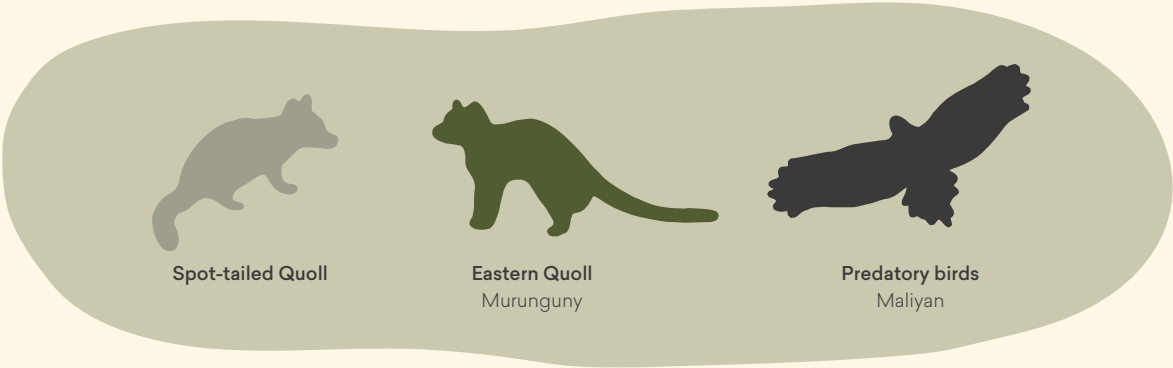 Spot-tailed Quoll
Eastern Quoll
Murunguny
Predatory birds
Maliyan